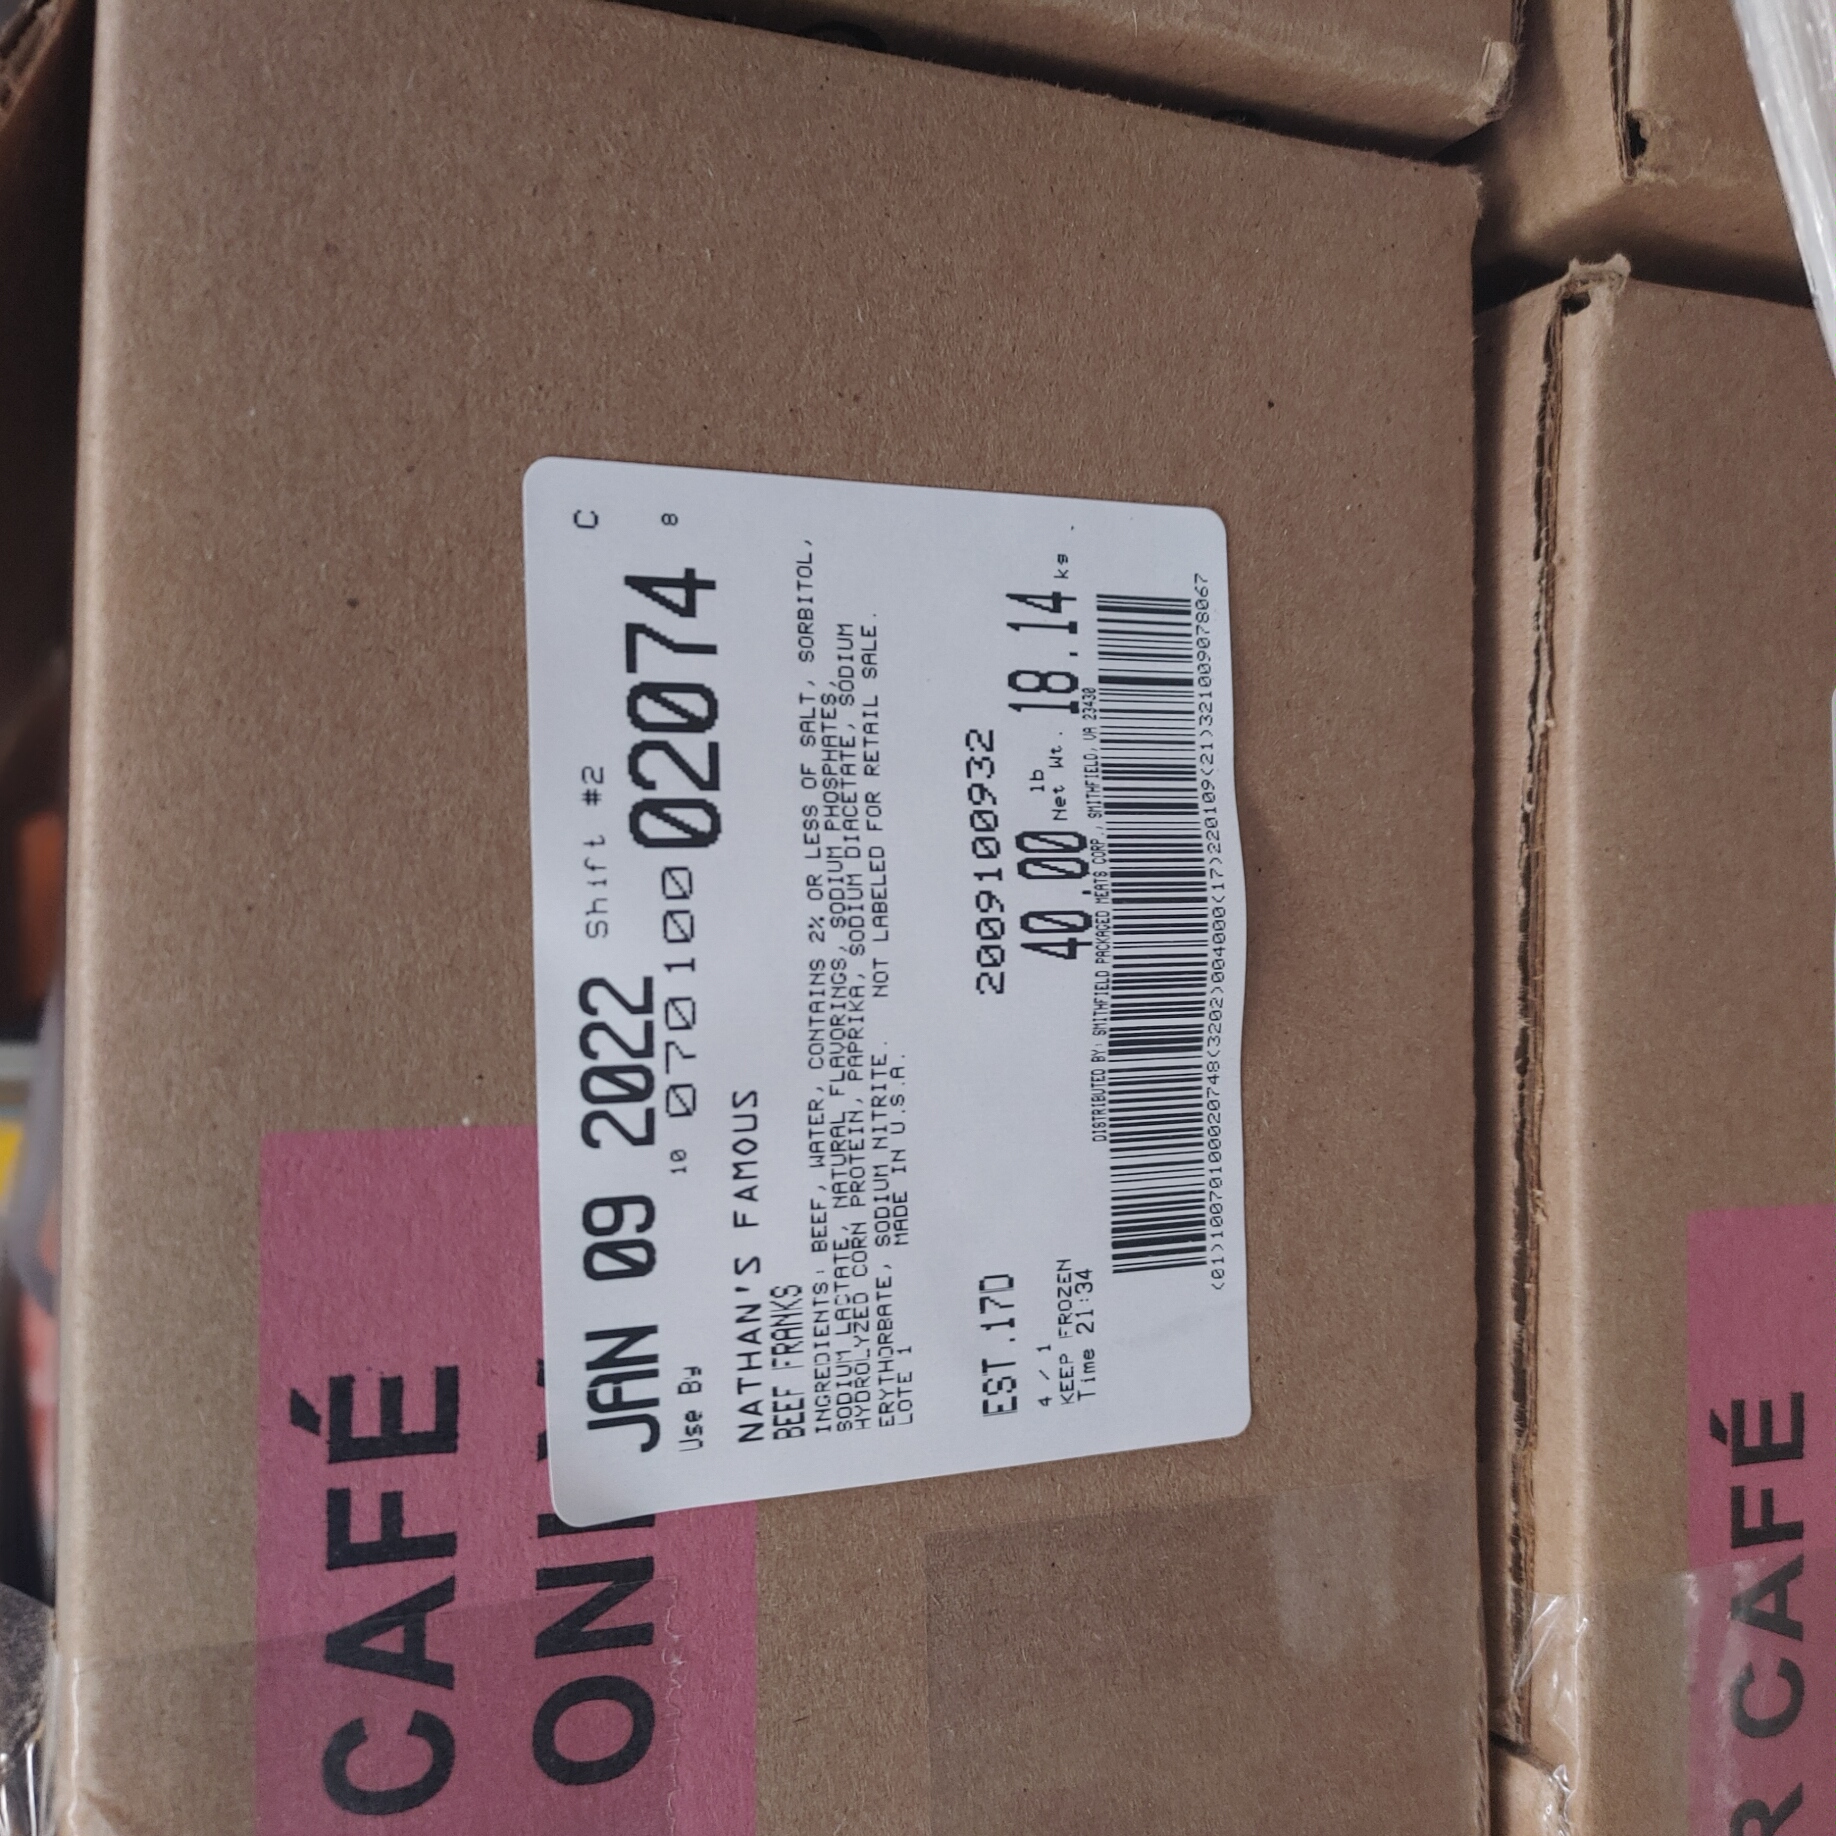 JAN 09 2022 Shift #2 C
Use By 10 0701000 02074 8
NATHAN'S FAMOUS
BEEF FRANKS
INGREDIENTS: BEEF, WATER, CONTAINS 2% OR LESS OF SALT, SORBITOL,
SODIUM LACTATE, NATURAL FLAVORINGS, SODIUM PHOSPHATES,
HYDROLYZED CORN PROTEIN, PAPRIKA, SODIUM DIACETATE, SODIUM
ERYTHORBATE, SODIUM NITRITE. NOT LABELED FOR RETAIL SALE.
LOTE 1 MADE IN U.S.A.
EST.17D 2009100932
4 / 1 40.00 lb Net Wt. 18.14 kg.
KEEP FROZEN
Time 21:34
DISTRIBUTED BY: SMITHFIELD PACKAGED MEATS CORP., SMITHFIELD, VA 23430
(01)10070100020748(3202)004000(17)220109(21)321009078067
CAFÉ
R CAFÉ